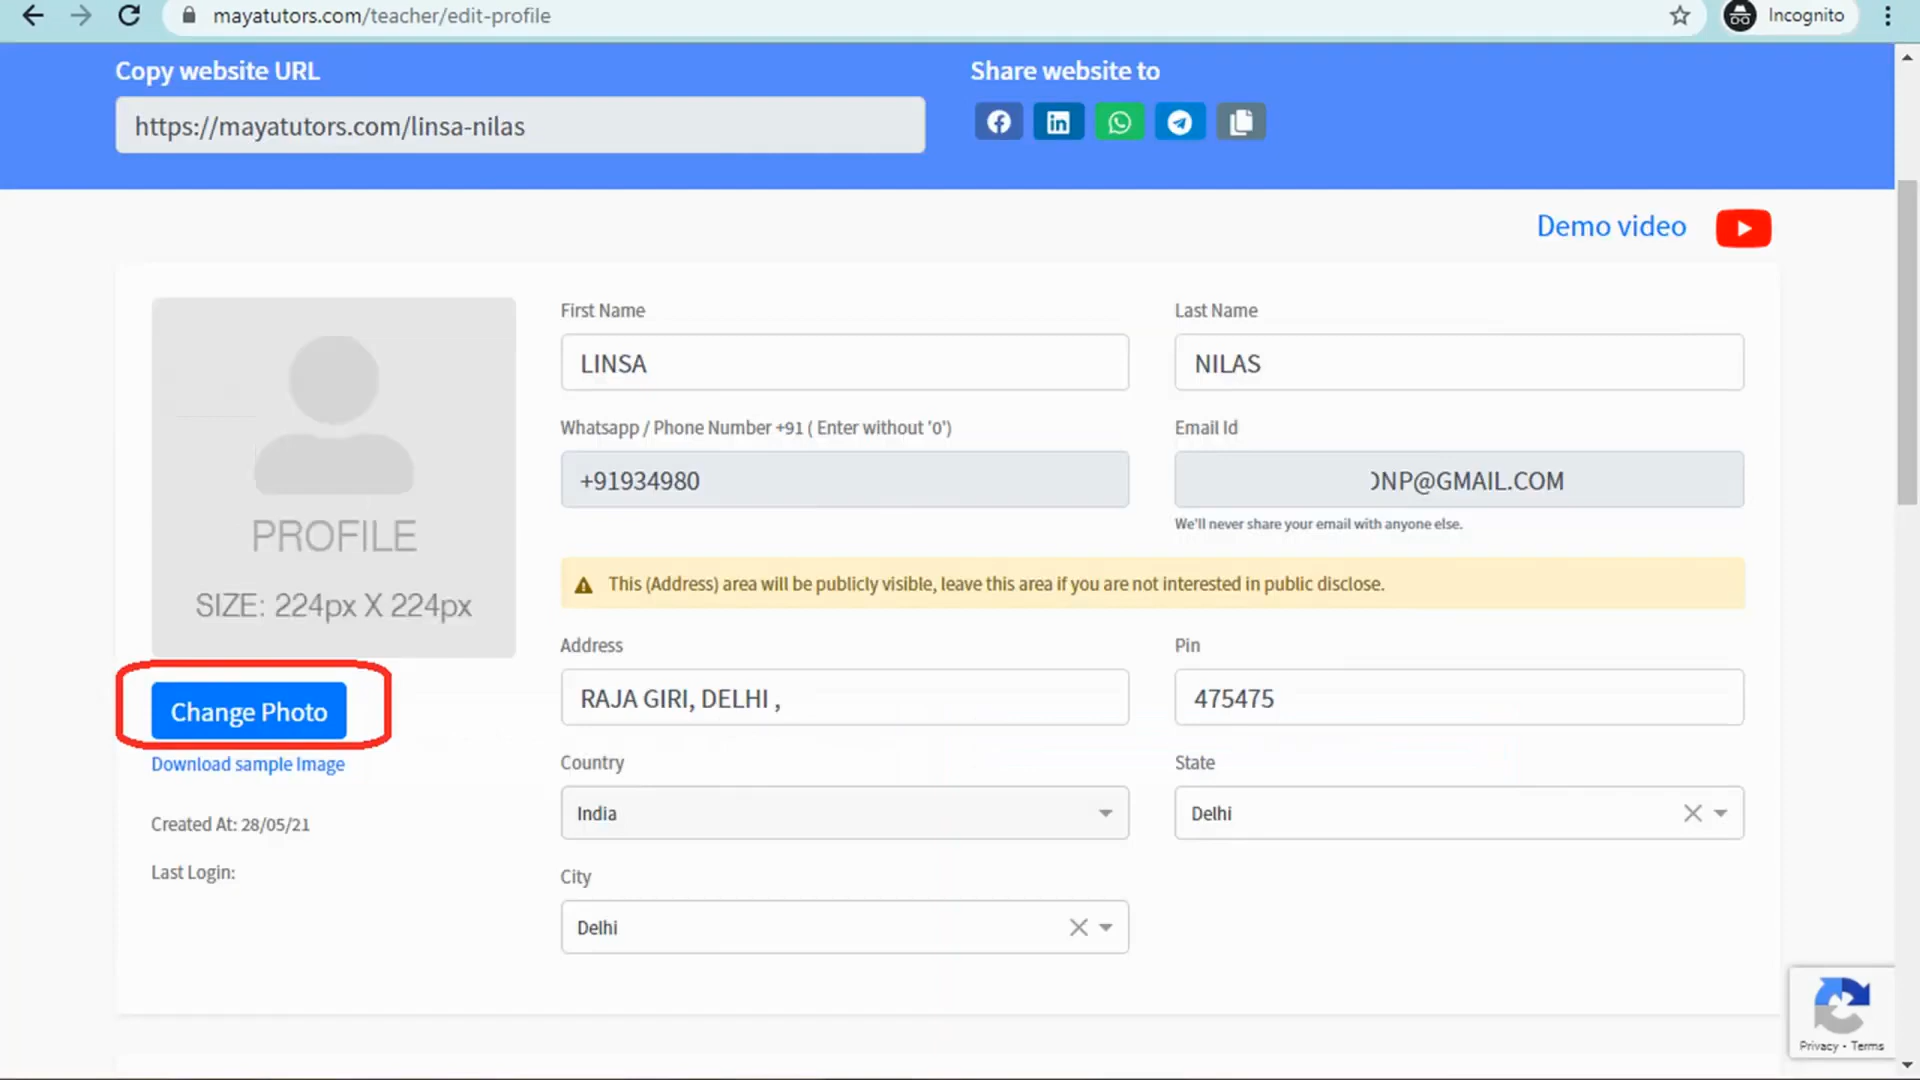 mayatutors.com/teacher/edit-profile
Incognito
Copy website URL
Share website to
https://mayatutors.com/linsa-nilas
Demo video
First Name
Last Name
LINSA
NILAS
Whatsapp / Phone Number +91 ( Enter without '0')
Email Id
+91934980
NP@GMAIL.COM
We'll never share your email with anyone else.
PROFILE
SIZE: 224px X 224px
This (Address) area will be publicly visible, leave this area if you are not interested in public disclose.
Address
Pin
RAJA GIRI, DELHI ,
475475
Change Photo
Download sample Image
Country
State
India
Delhi
Created At: 28/05/21
Last Login:
City
Delhi
Privacy - Terms